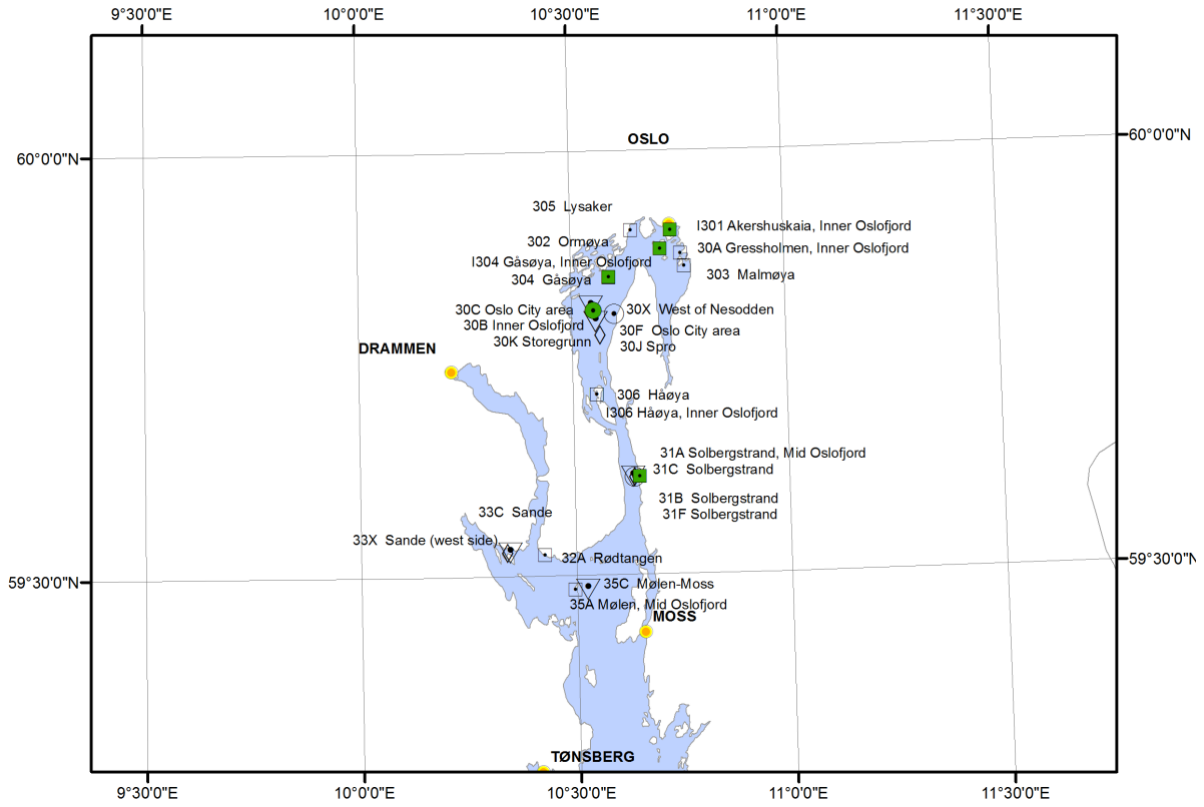 9°30'0"E
10°0'0"E
10°30'0"E
11°0'0"E
11°30'0"E
60°0'0"N
60°0'0"N
OSLO
305 Lysaker
I301 Akershuskaia, Inner Oslofjord
302 Ormøya
30A Gressholmen, Inner Oslofjord
I304 Gåsøya, Inner Oslofjord
303 Malmøya
304 Gåsøya
30C Oslo City area
30X West of Nesodden
30B Inner Oslofjord
30F Oslo City area
30K Storegrunn
30J Spro
DRAMMEN
306 Håøya
I306 Håøya, Inner Oslofjord
31A Solbergstrand, Mid Oslofjord
31C Solbergstrand
31B Solbergstrand
33C Sande
31F Solbergstrand
33X Sande (west side)
32A Rødtangen
59°30'0"N
59°30'0"N
35C Mølen-Moss
35A Mølen, Mid Oslofjord
MOSS
TØNSBERG
9°30'0"E
10°0'0"E
10°30'0"E
11°0'0"E
11°30'0"E